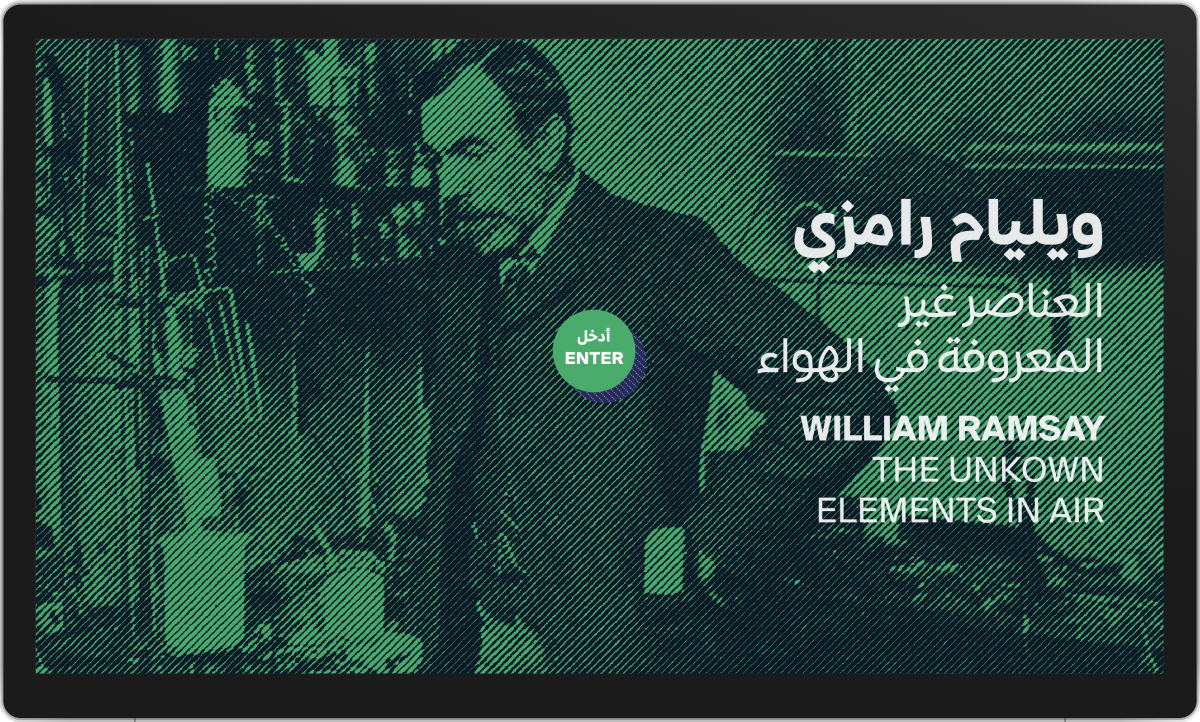 ويليام رامزي
العناصر غير
المعروفة في الهواء
WILLIAM RAMSAY
THE UNKOWN
ELEMENTS IN AIR
أدخل
ENTER